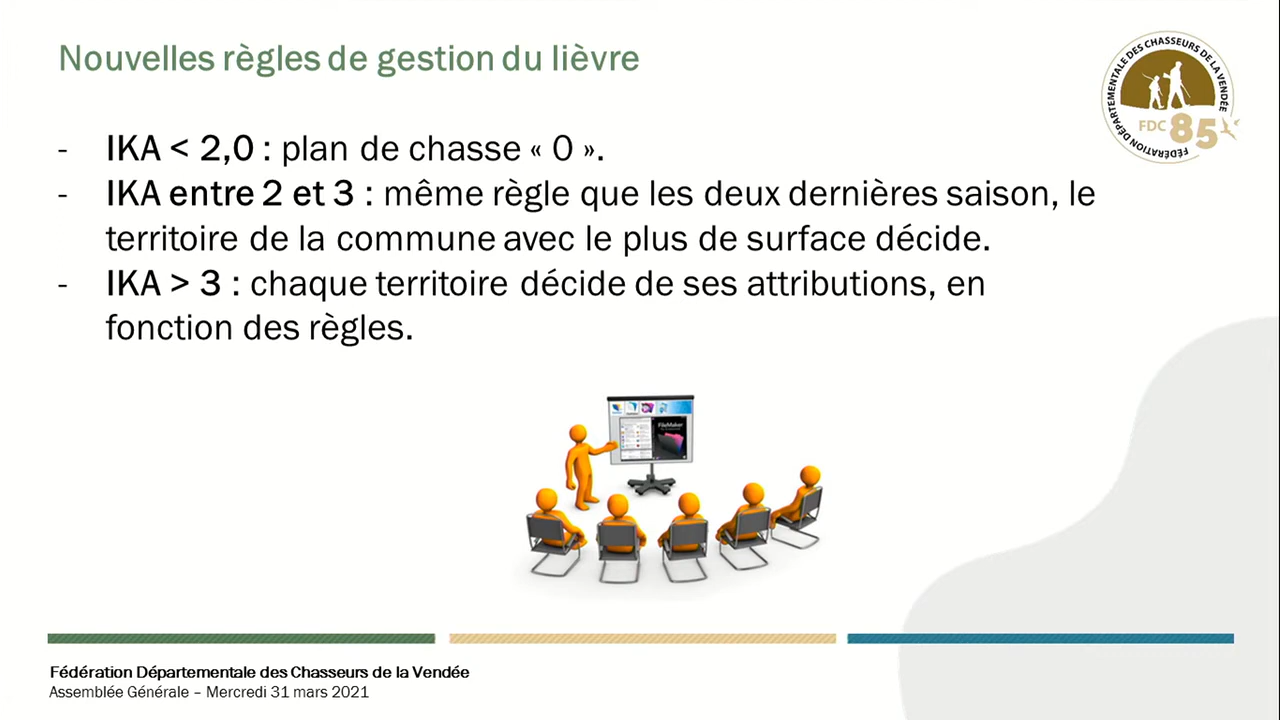 Nouvelles règles de gestion du lièvre
FÉDÉRATION DÉPARTEMENTALE DES CHASSEURS DE LA VENDÉE
FDC 85
- IKA < 2,0 : plan de chasse « 0 ».
- IKA entre 2 et 3 : même règle que les deux dernières saison, le
territoire de la commune avec le plus de surface décide.
- IKA > 3 : chaque territoire décide de ses attributions, en
fonction des règles.
FileMaker
Fédération Départementale des Chasseurs de la Vendée
Assemblée Générale – Mercredi 31 mars 2021